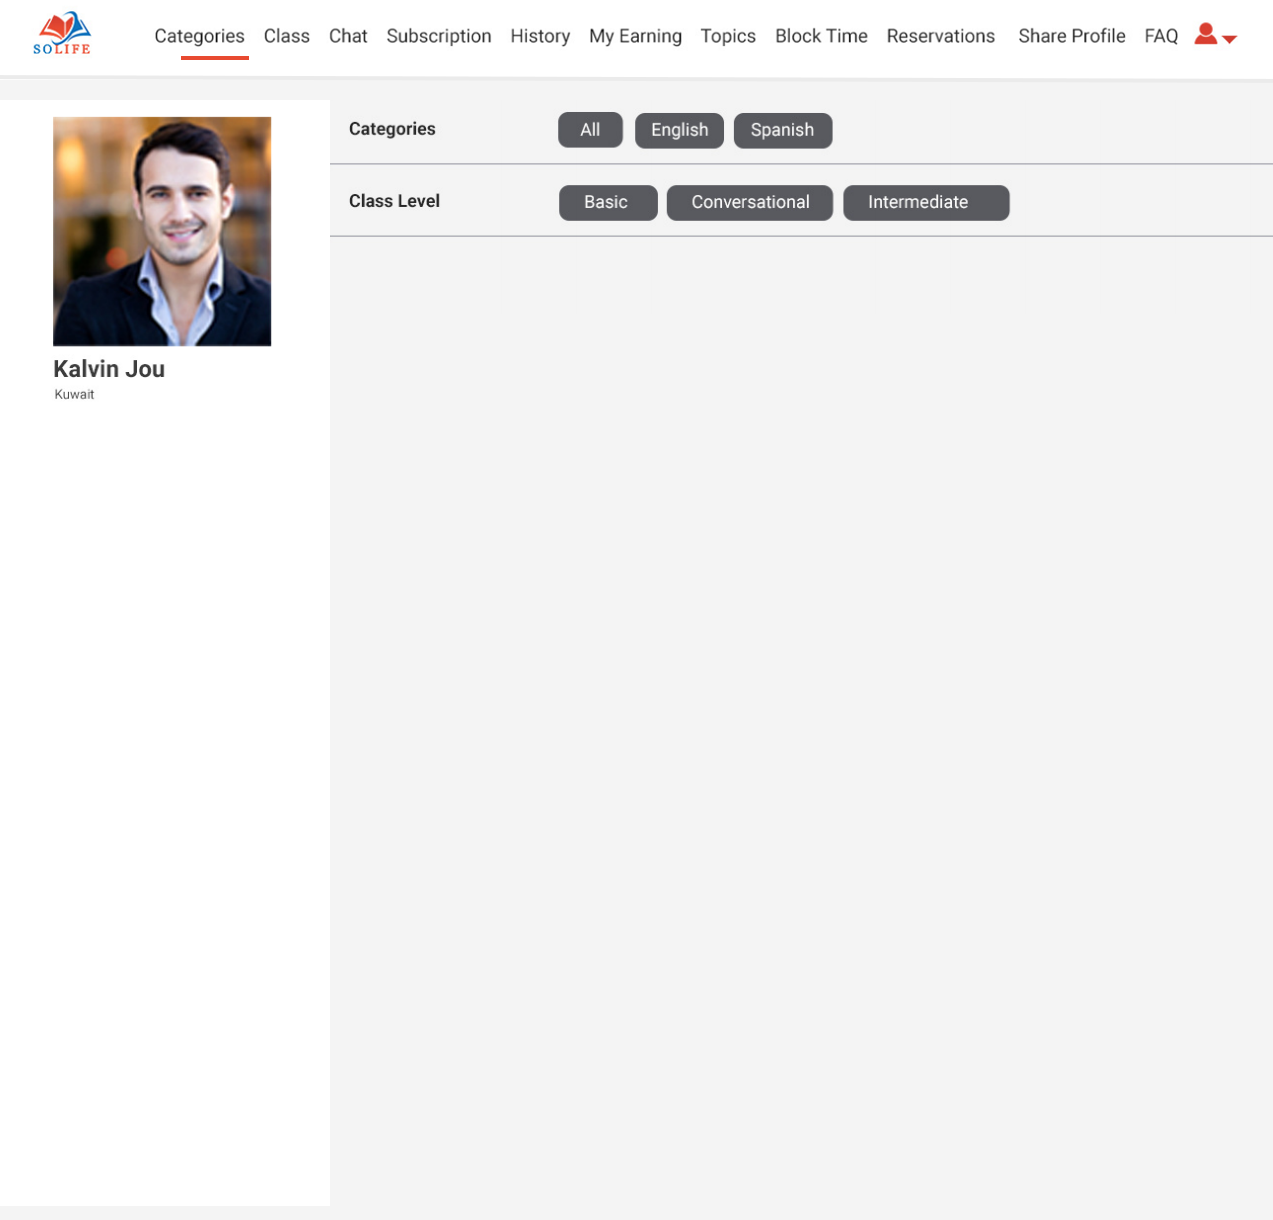 SOLIFE
Categories Class Chat Subscription History My Earning Topics Block Time Reservations Share Profile FAQ
Categories All English Spanish
Class Level Basic Conversational Intermediate
Kalvin Jou
Kuwait